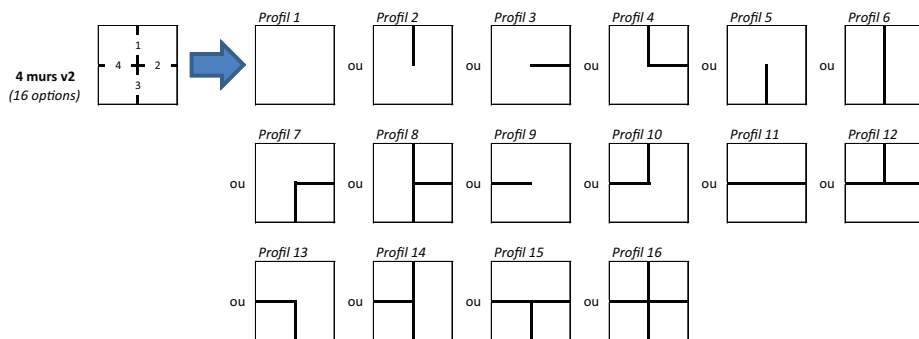 Profil 1 Profil 2 Profil 3 Profil 4 Profil 5 Profil 6
1
4 murs v2 4 2 ou ou ou ou ou
(16 options) 3
Profil 7 Profil 8 Profil 9 Profil 10 Profil 11 Profil 12
ou ou ou ou ou ou
Profil 13 Profil 14 Profil 15 Profil 16
ou ou ou ou